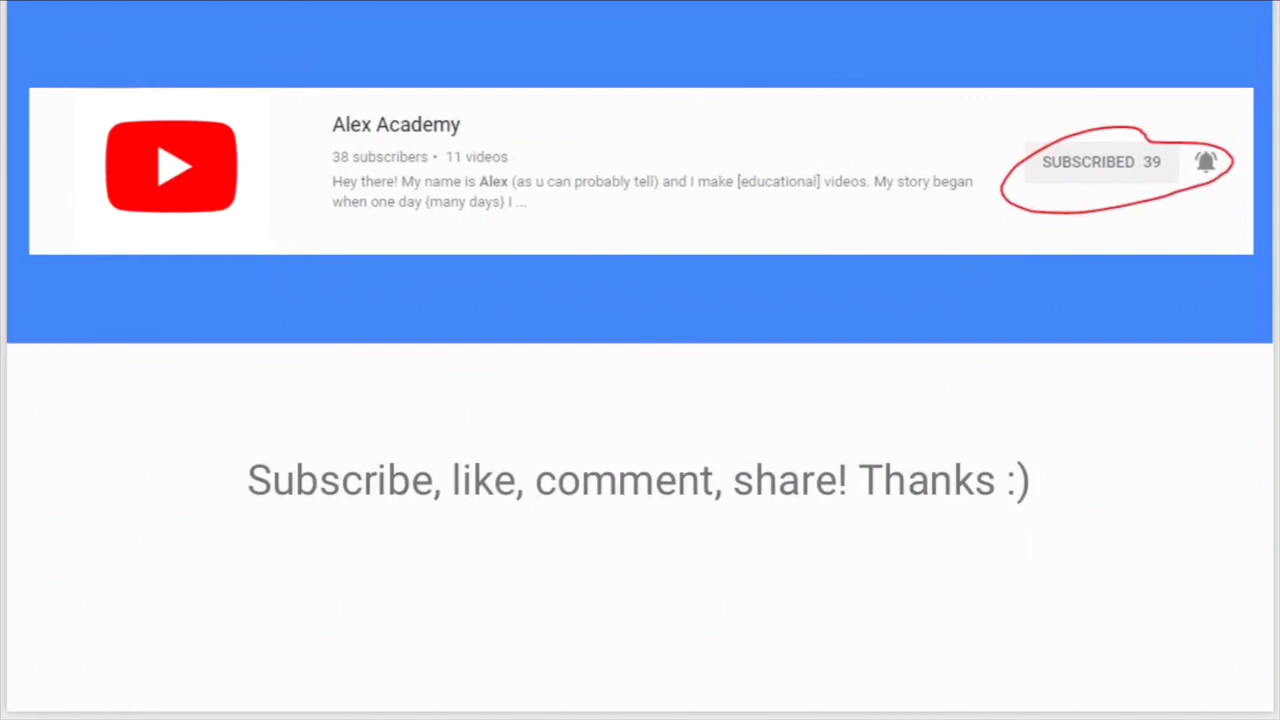 Alex Academy
38 subscribers • 11 videos
Hey there! My name is Alex (as u can probably tell) and I make [educational] videos. My story began
when one day {many days} I ...
SUBSCRIBED 39
Subscribe, like, comment, share! Thanks :)